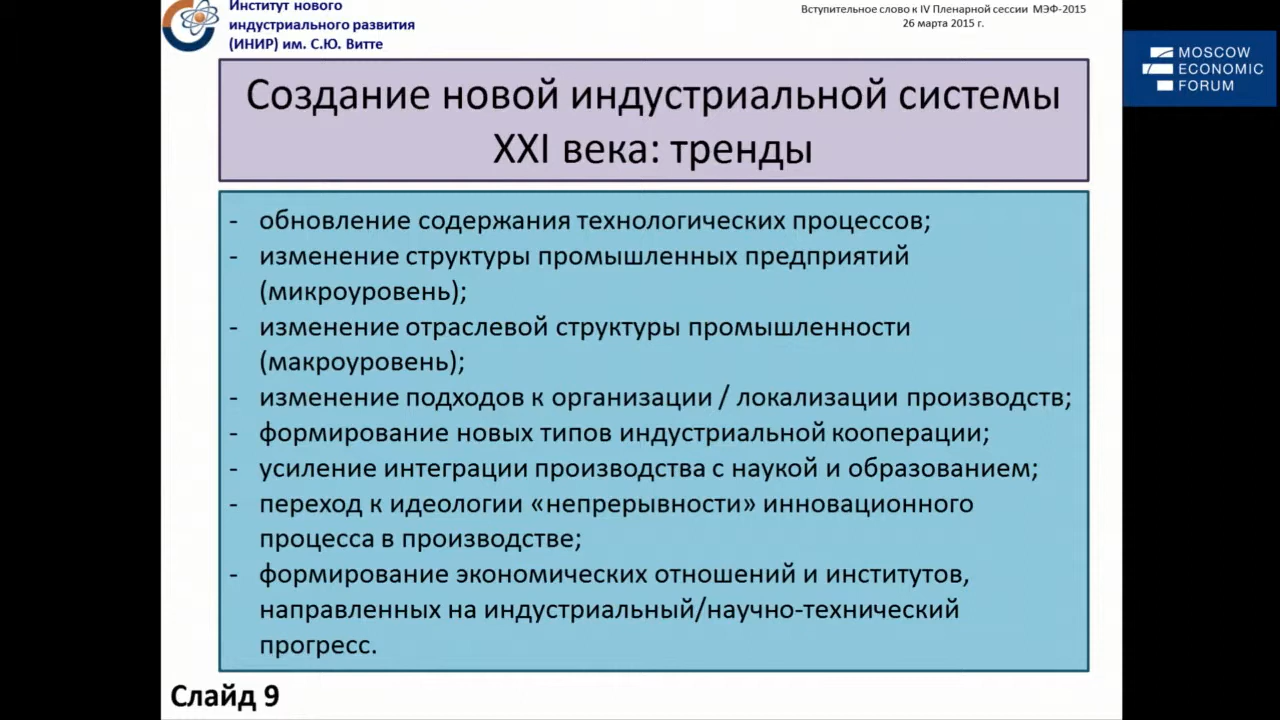 Институт нового
индустриального развития
(ИНИР) им. С.Ю. Витте
Вступительное слово к IV Пленарной сессии МЭФ-2015
26 марта 2015 г.
MOSCOW
ECONOMIC
FORUM
Создание новой индустриальной системы
XXI века: тренды
- обновление содержания технологических процессов;
- изменение структуры промышленных предприятий
(микроуровень);
- изменение отраслевой структуры промышленности
(макроуровень);
- изменение подходов к организации / локализации производств;
- формирование новых типов индустриальной кооперации;
- усиление интеграции производства с наукой и образованием;
- переход к идеологии «непрерывности» инновационного
процесса в производстве;
- формирование экономических отношений и институтов,
направленных на индустриальный/научно-технический
прогресс.
Слайд 9